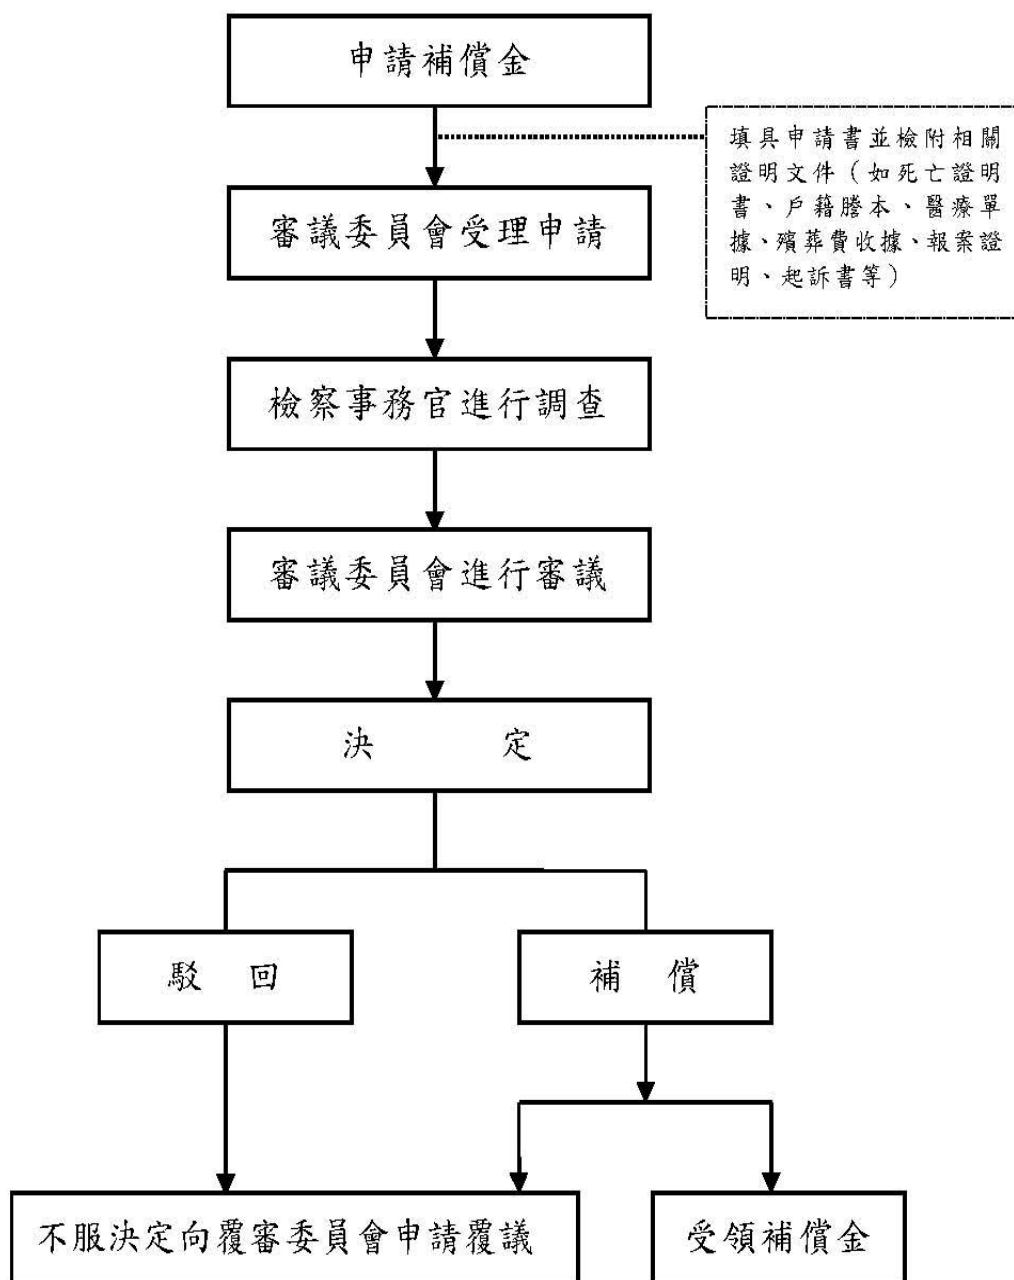 申請補償金
填具申請書並檢附相關
證明文件（如死亡證明
書、戶籍謄本、醫療單
據、殯葬費收據、報案證
明、起訴書等）
審議委員會受理申請
檢察事務官進行調查
審議委員會進行審議
決定
駁回
補償
不服決定向覆審委員會申請覆議
受領補償金